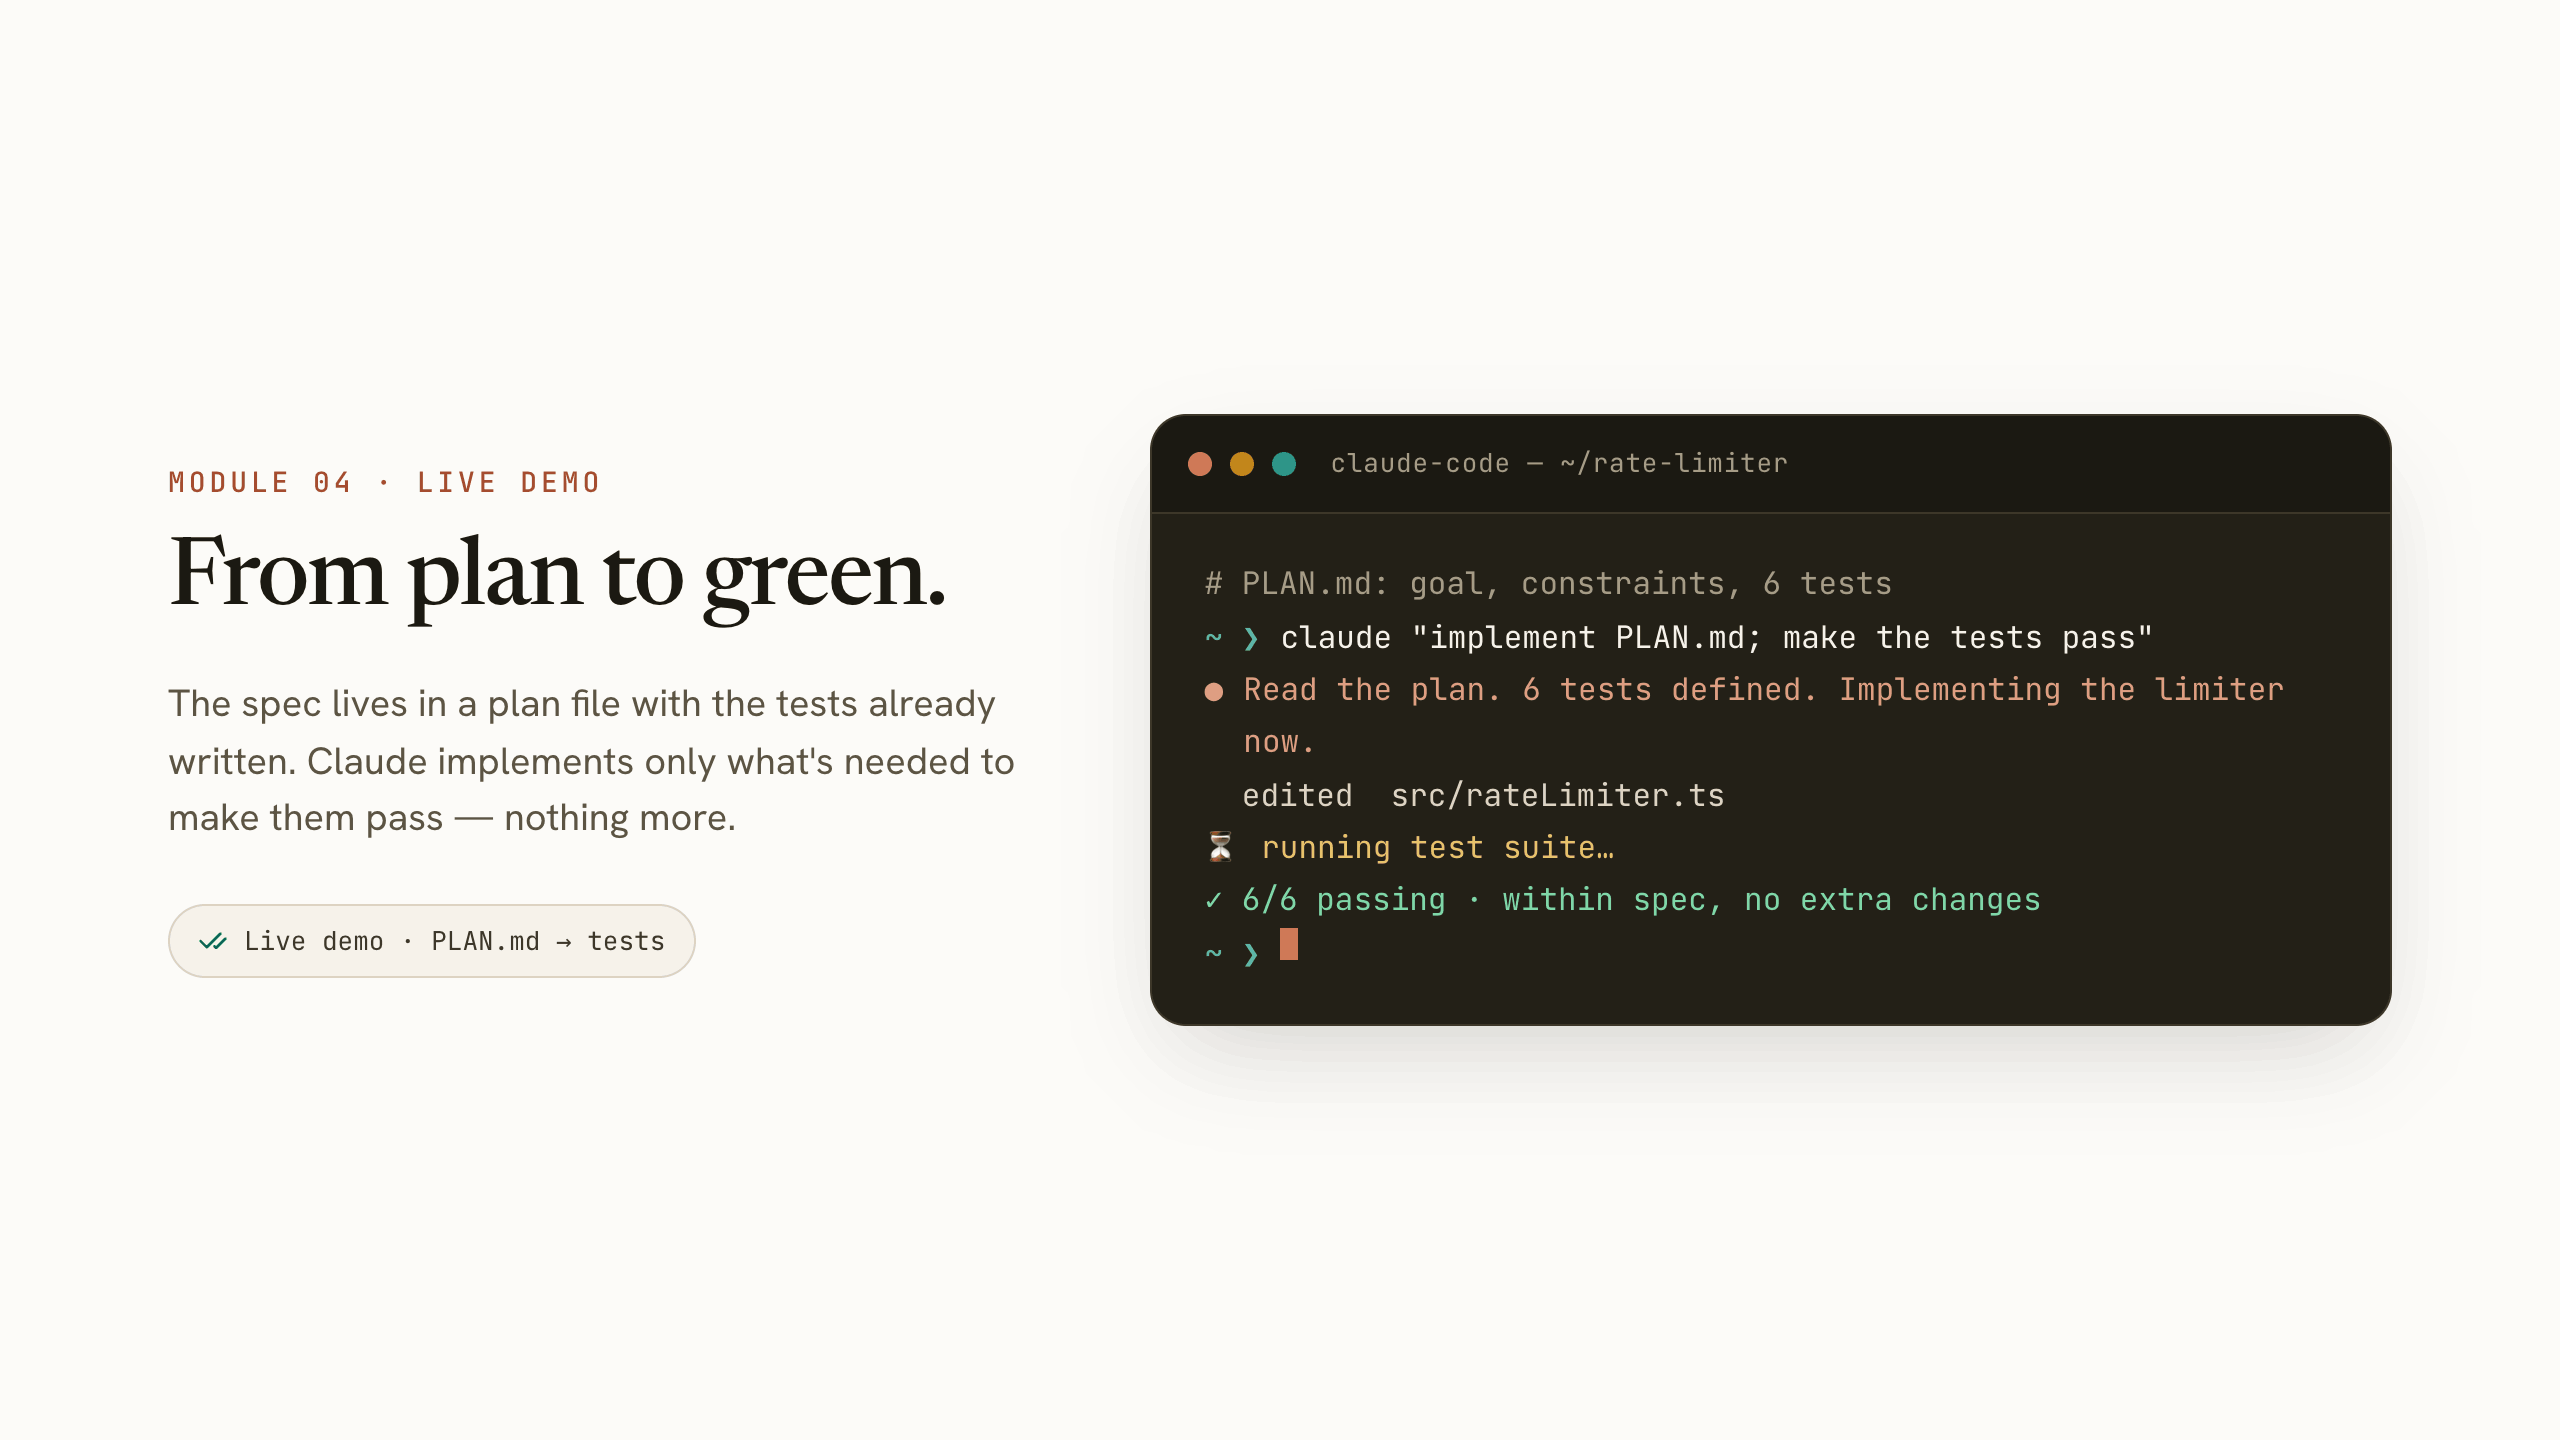 MODULE 04 · LIVE DEMO
From plan to green.
The spec lives in a plan file with the tests already
written. Claude implements only what's needed to
make them pass — nothing more.
Live demo · PLAN.md → tests
claude-code — ~/rate-limiter
# PLAN.md: goal, constraints, 6 tests
~ ❯ claude "implement PLAN.md; make the tests pass"
● Read the plan. 6 tests defined. Implementing the limiter
now.
edited  src/rateLimiter.ts
⏳ running test suite…
✓ 6/6 passing · within spec, no extra changes
~ ❯